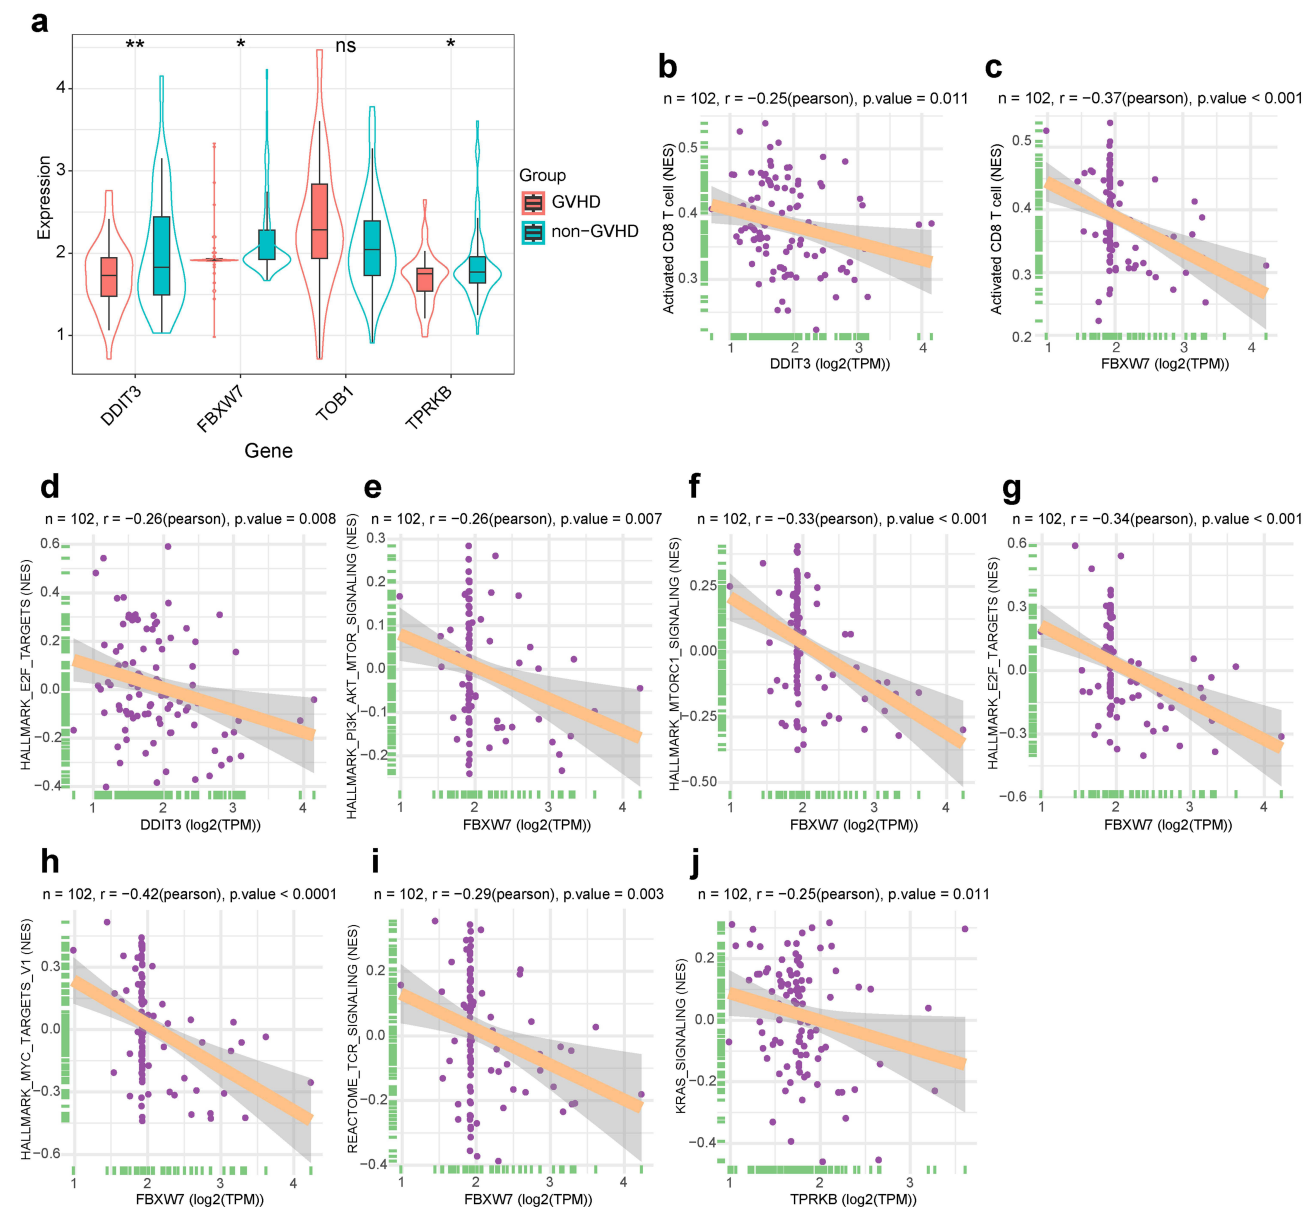 a
** * ns *
4
3
2
1
Expression
DDIT3 FBXW7 TOB1 TPRKB
Gene
Group
GVHD
non-GVHD
b
n = 102, r = −0.25(pearson), p.value = 0.011
Activated CD8 T cell (NES)
0.5
0.4
0.3
1 2 3 4
DDIT3 (log2(TPM))
c
n = 102, r = −0.37(pearson), p.value < 0.001
Activated CD8 T cell (NES)
0.5
0.4
0.3
0.2
1 2 3 4
FBXW7 (log2(TPM))
d
n = 102, r = −0.26(pearson), p.value = 0.008
HALLMARK_E2F_TARGETS (NES)
0.6
0.4
0.2
0.0
−0.2
−0.4
1 2 3 4
DDIT3 (log2(TPM))
e
n = 102, r = −0.26(pearson), p.value = 0.007
HALLMARK_PI3K_AKT_MTOR_SIGNALING (NES)
0.3
0.2
0.1
0.0
−0.1
−0.2
1 2 3 4
FBXW7 (log2(TPM))
f
n = 102, r = −0.33(pearson), p.value < 0.001
HALLMARK_MTORC1_SIGNALING (NES)
0.25
0.00
−0.25
−0.50
1 2 3 4
FBXW7 (log2(TPM))
g
n = 102, r = −0.34(pearson), p.value < 0.001
HALLMARK_E2F_TARGETS (NES)
0.6
0.3
0.0
−0.3
−0.6
1 2 3 4
FBXW7 (log2(TPM))
h
n = 102, r = −0.42(pearson), p.value < 0.0001
HALLMARK_MYC_TARGETS_V1 (NES)
0.3
0.0
−0.3
−0.6
1 2 3 4
FBXW7 (log2(TPM))
i
n = 102, r = −0.29(pearson), p.value = 0.003
REACTOME_TCR_SIGNALING (NES)
0.2
0.0
−0.2
−0.4
1 2 3 4
FBXW7 (log2(TPM))
j
n = 102, r = −0.25(pearson), p.value = 0.011
KRAS_SIGNALING (NES)
0.2
0.0
−0.2
−0.4
1 2 3
TPRKB (log2(TPM))